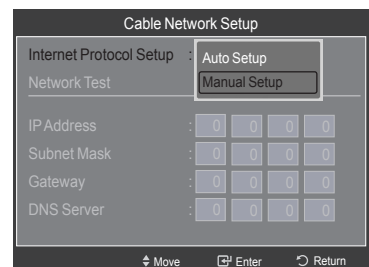 Cable Network Setup
Internet Protocol Setup : Auto Setup
Network Test Manual Setup
IP Address : 0 0 0 0
Subnet Mask : 0 0 0 0
Gateway : 0 0 0 0
DNS Server : 0 0 0 0
Move Enter Return